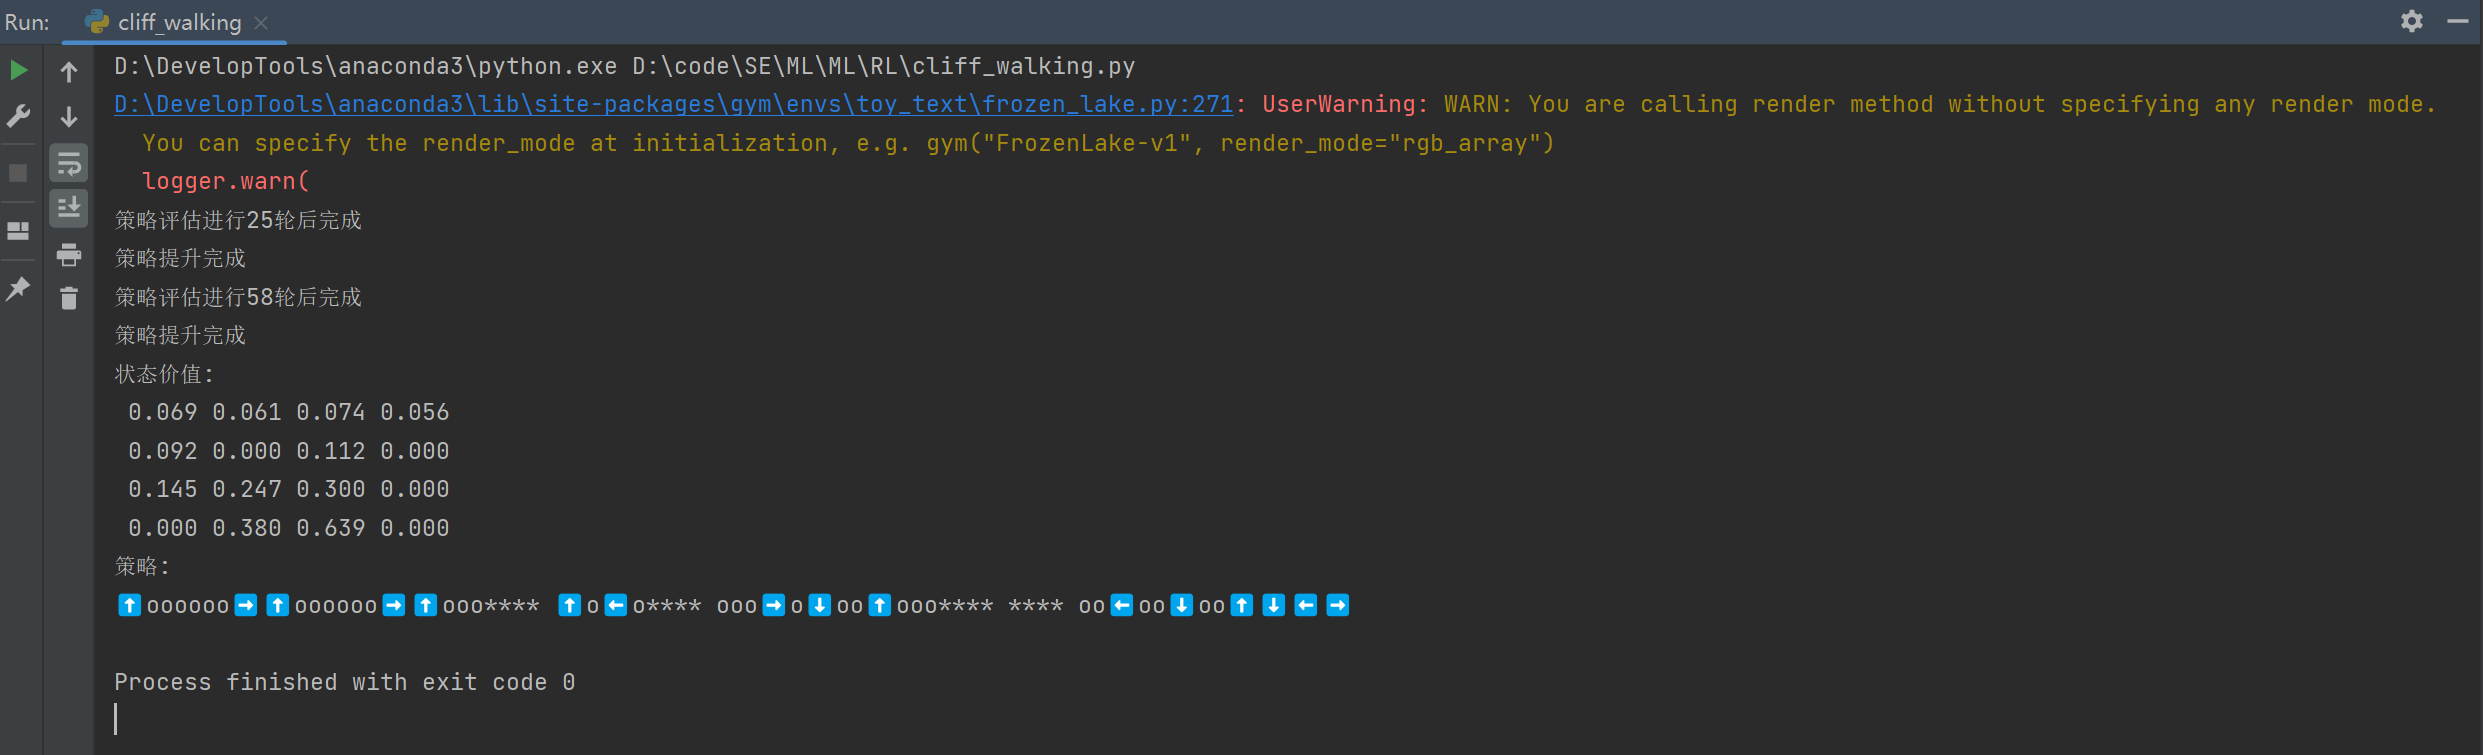 Run: cliff_walking
D:\DevelopTools\anaconda3\python.exe D:\code\SE\ML\ML\RL\cliff_walking.py
D:\DevelopTools\anaconda3\lib\site-packages\gym\envs\toy_text\frozen_lake.py:271: UserWarning: WARN: You are calling render method without specifying any render mode.
You can specify the render_mode at initialization, e.g. gym("FrozenLake-v1", render_mode="rgb_array")
logger.warn(
策略评估进行25轮后完成
策略提升完成
策略评估进行58轮后完成
策略提升完成
状态价值:
0.069 0.061 0.074 0.056
0.092 0.000 0.112 0.000
0.145 0.247 0.300 0.000
0.000 0.380 0.639 0.000
策略:
⬆️oooooo➡️⬆️oooooo➡️⬆️ooo**** ⬆️o⬅️o**** ooo➡️o⬇️oo⬆️ooo**** **** oo⬅️oo⬇️oo⬆️⬇️⬅️➡️
Process finished with exit code 0